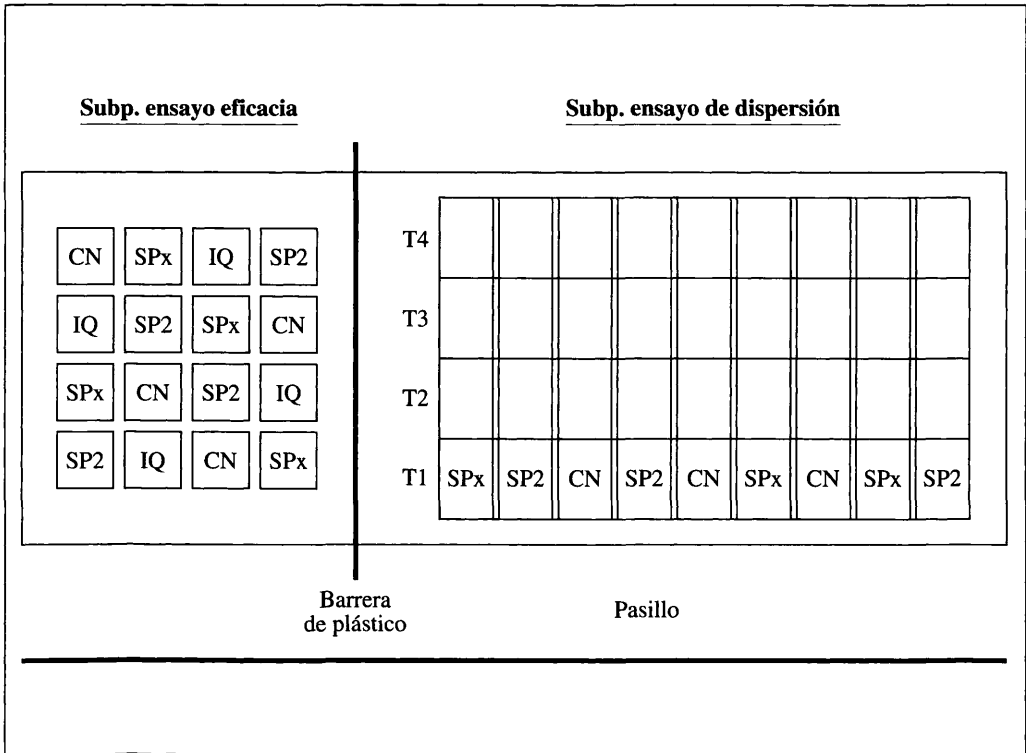 Subp. ensayo eficacia
Subp. ensayo de dispersión
CN SPx IQ SP2
IQ SP2 SPx CN
SPx CN SP2 IQ
SP2 IQ CN SPx
T4
T3
T2
T1 SPx SP2 CN SP2 CN SPx CN SPx SP2
Barrera
de plástico
Pasillo